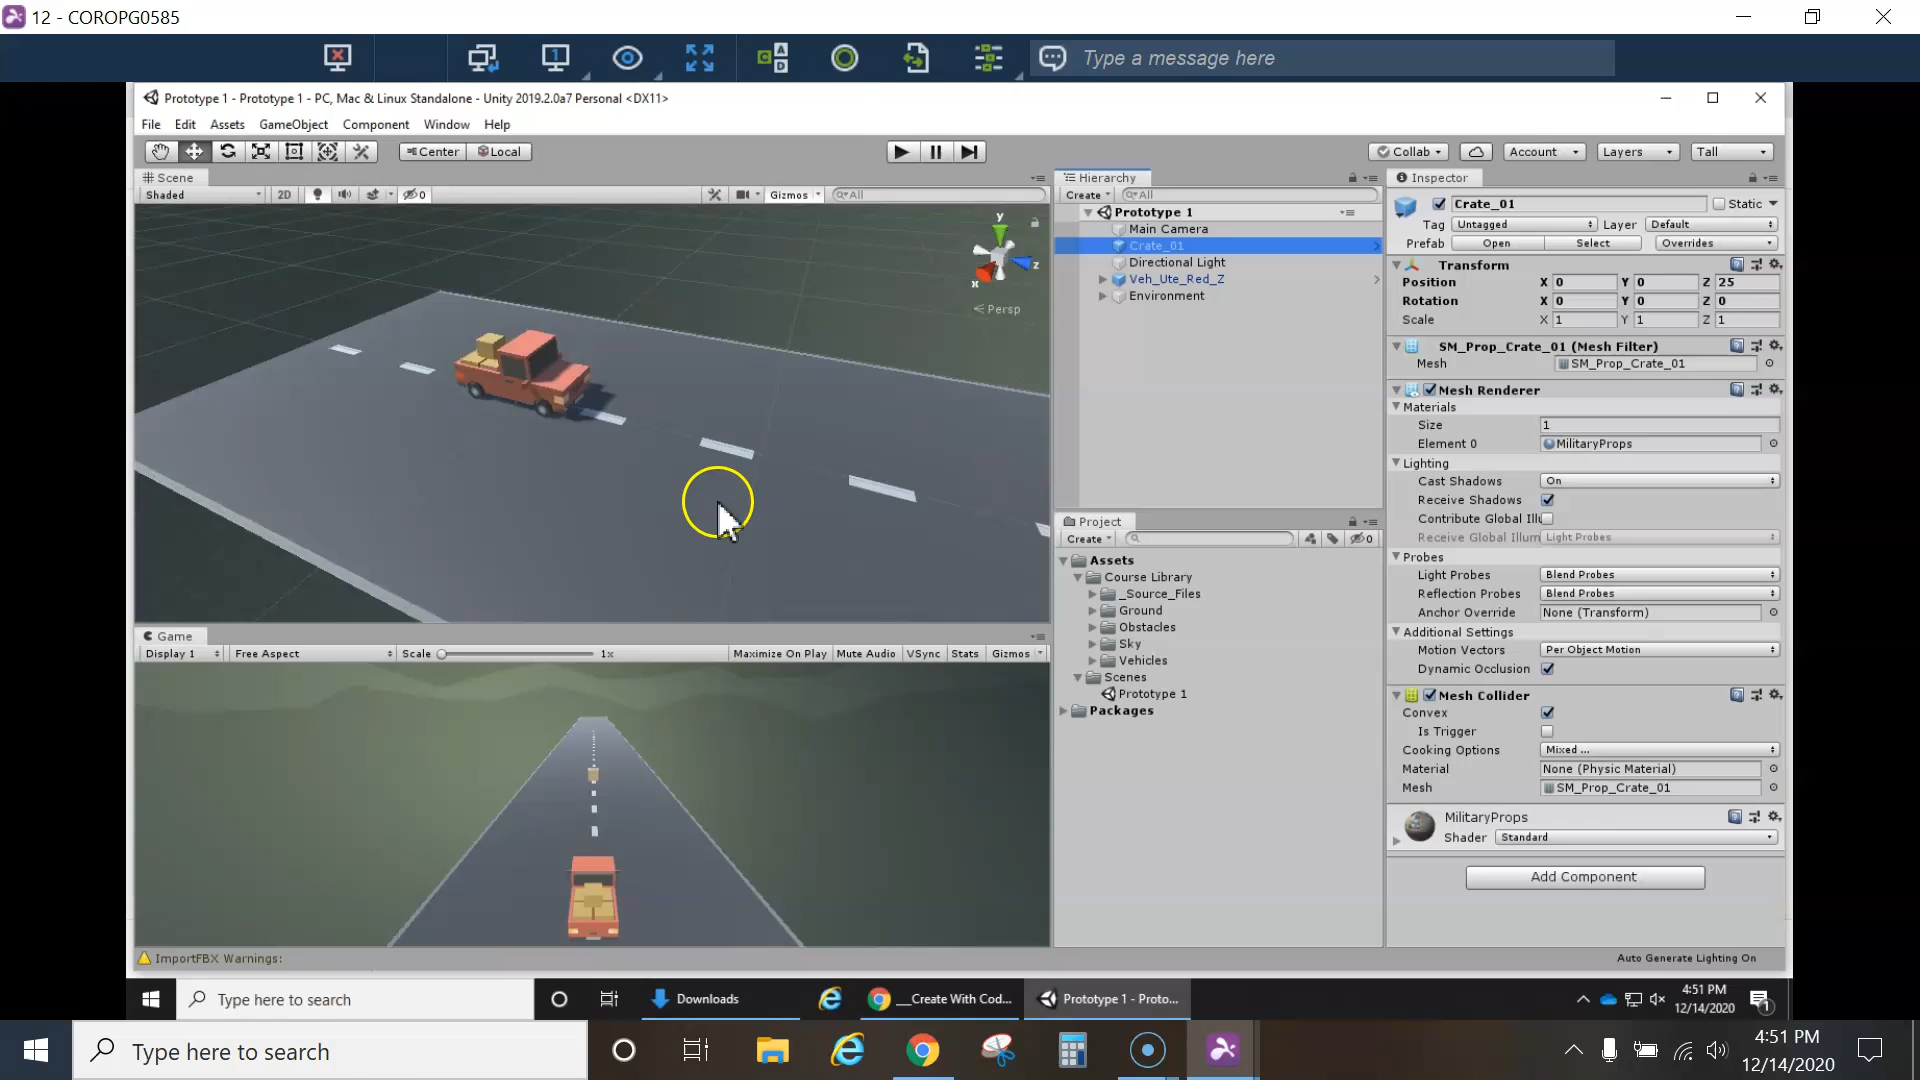 12 - COROPG0585
Type a message here
Prototype 1 - Prototype 1 - PC, Mac & Linux Standalone - Unity 2019.2.0a7 Personal <DX11>
File Edit Assets GameObject Component Window Help
Center Local Collab Account Layers Tall
Scene
Shaded 2D 0 Gizmos All
y
z
x
Persp
Game
Display 1 Free Aspect Scale 1x Maximize On Play Mute Audio VSync Stats Gizmos
Hierarchy
Create All
Prototype 1
Main Camera
Crate_01
Directional Light
Veh_Ute_Red_Z
Environment
Project
Create 0
Assets
Course Library
_Source_Files
Ground
Obstacles
Sky
Vehicles
Scenes
Prototype 1
Packages
Inspector
Crate_01 Static
Tag Untagged Layer Default
Prefab Open Select Overrides
Transform
Position X 0 Y 0 Z 25
Rotation X 0 Y 0 Z 0
Scale X 1 Y 1 Z 1
SM_Prop_Crate_01 (Mesh Filter)
Mesh SM_Prop_Crate_01
Mesh Renderer
Materials
Size 1
Element 0 MilitaryProps
Lighting
Cast Shadows On
Receive Shadows
Contribute Global Illu
Receive Global Illum Light Probes
Probes
Light Probes Blend Probes
Reflection Probes Blend Probes
Anchor Override None (Transform)
Additional Settings
Motion Vectors Per Object Motion
Dynamic Occlusion
Mesh Collider
Convex
Is Trigger
Cooking Options Mixed ...
Material None (Physic Material)
Mesh SM_Prop_Crate_01
MilitaryProps
Shader Standard
Add Component
ImportFBX Warnings:
Auto Generate Lighting On
Type here to search Downloads __Create With Cod... Prototype 1 - Proto... 4:51 PM
12/14/2020 1
Type here to search 4:51 PM
12/14/2020